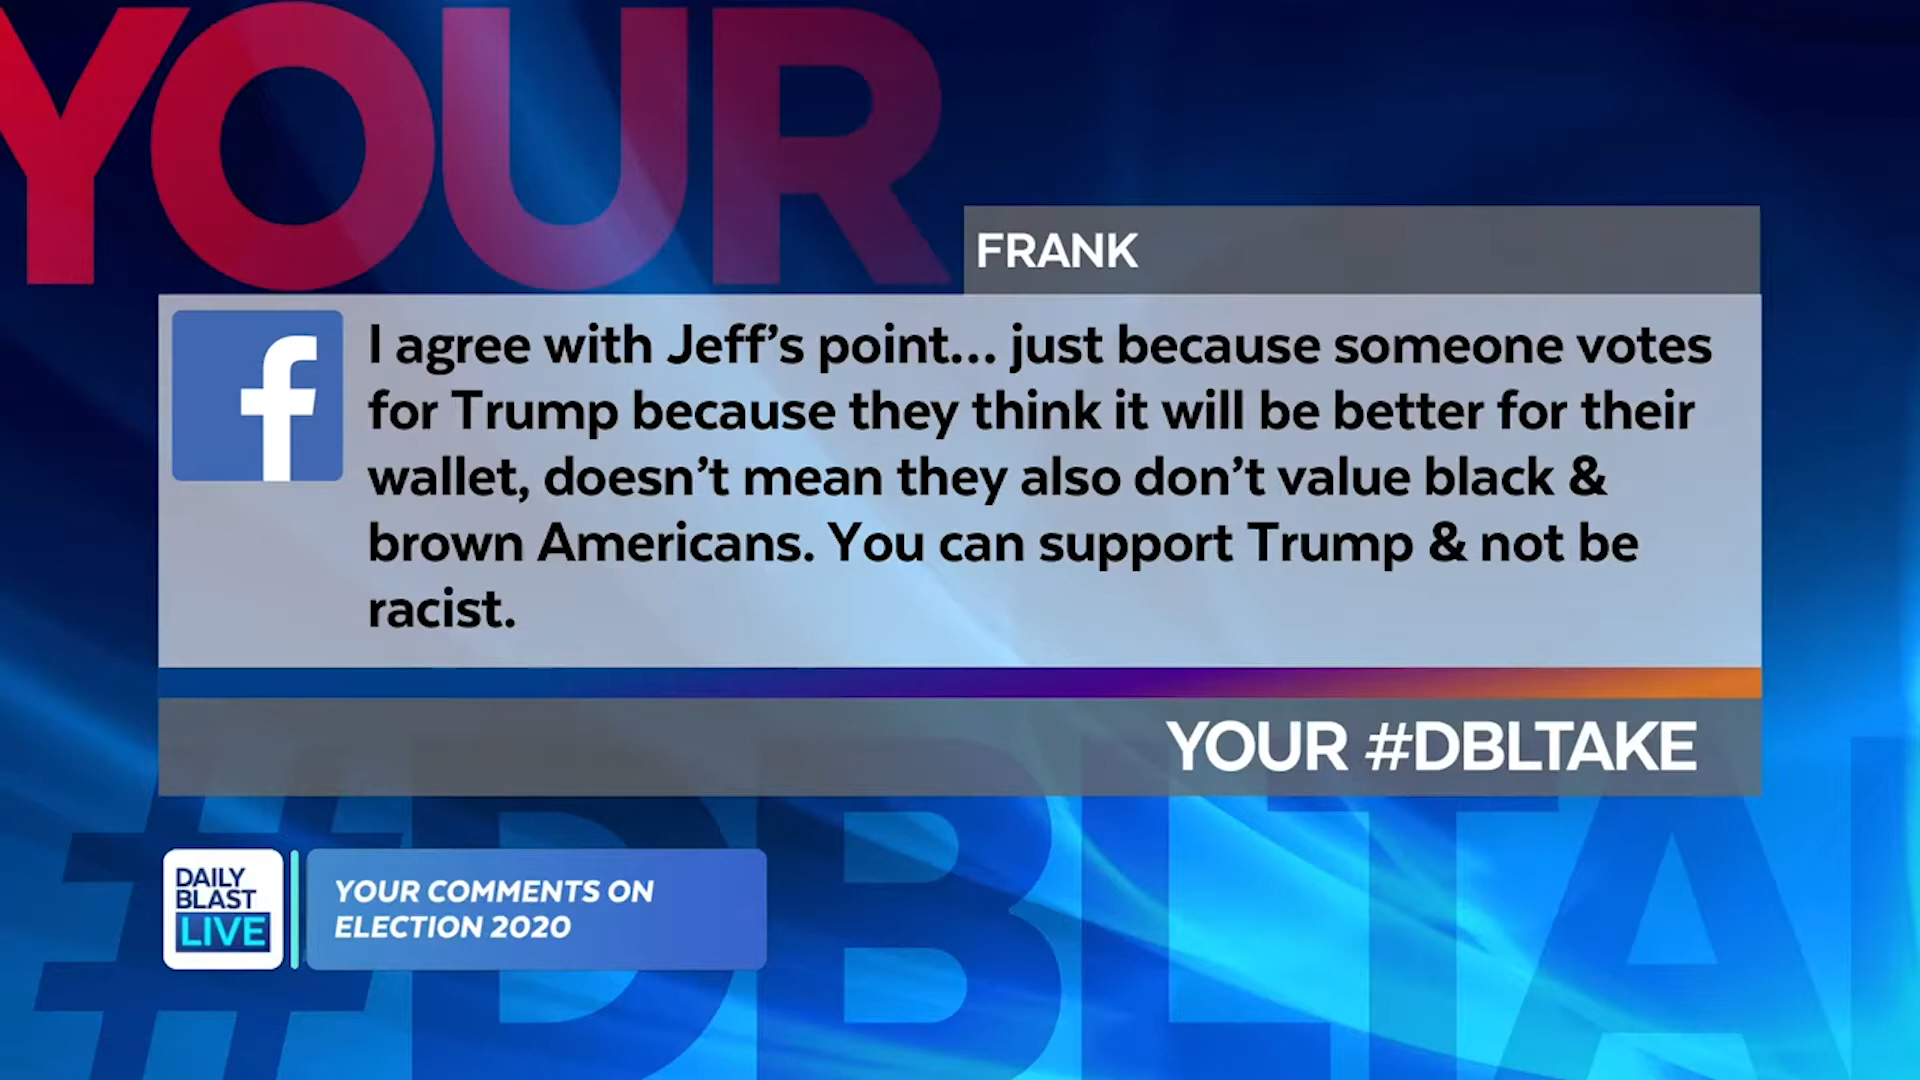 YOUR
FRANK
I agree with Jeff's point... just because someone votes
for Trump because they think it will be better for their
wallet, doesn't mean they also don't value black &
brown Americans. You can support Trump & not be
racist.
YOUR #DBLTAKE
#DBLTA
DAILY
BLAST
LIVE
YOUR COMMENTS ON
ELECTION 2020